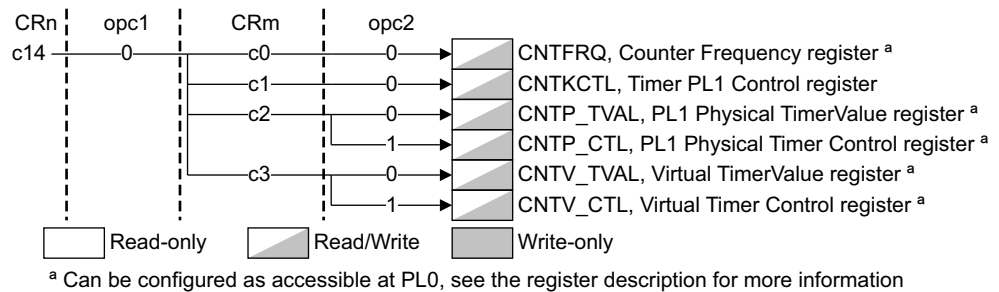 CRn opc1 CRm opc2
c14 0 c0 0 CNTFRQ, Counter Frequency register ᵃ
c1 0 CNTKCTL, Timer PL1 Control register
c2 0 CNTP_TVAL, PL1 Physical TimerValue register ᵃ
1 CNTP_CTL, PL1 Physical Timer Control register ᵃ
c3 0 CNTV_TVAL, Virtual TimerValue register ᵃ
1 CNTV_CTL, Virtual Timer Control register ᵃ
Read-only Read/Write Write-only
ᵃ Can be configured as accessible at PL0, see the register description for more information